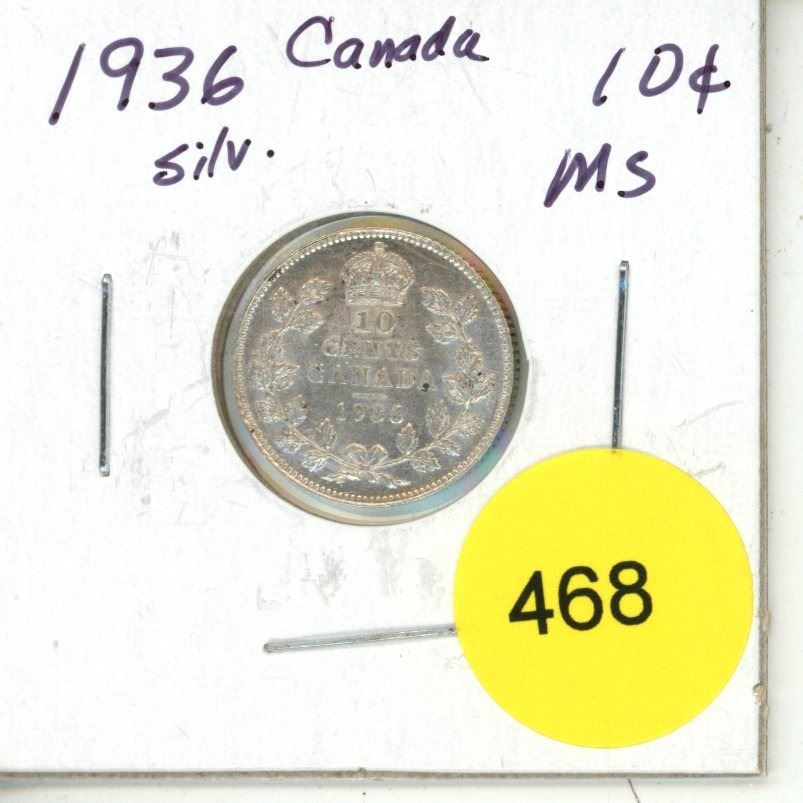 1936 Canada 10¢
silv. MS
10
CENTS
CANADA
1936
468